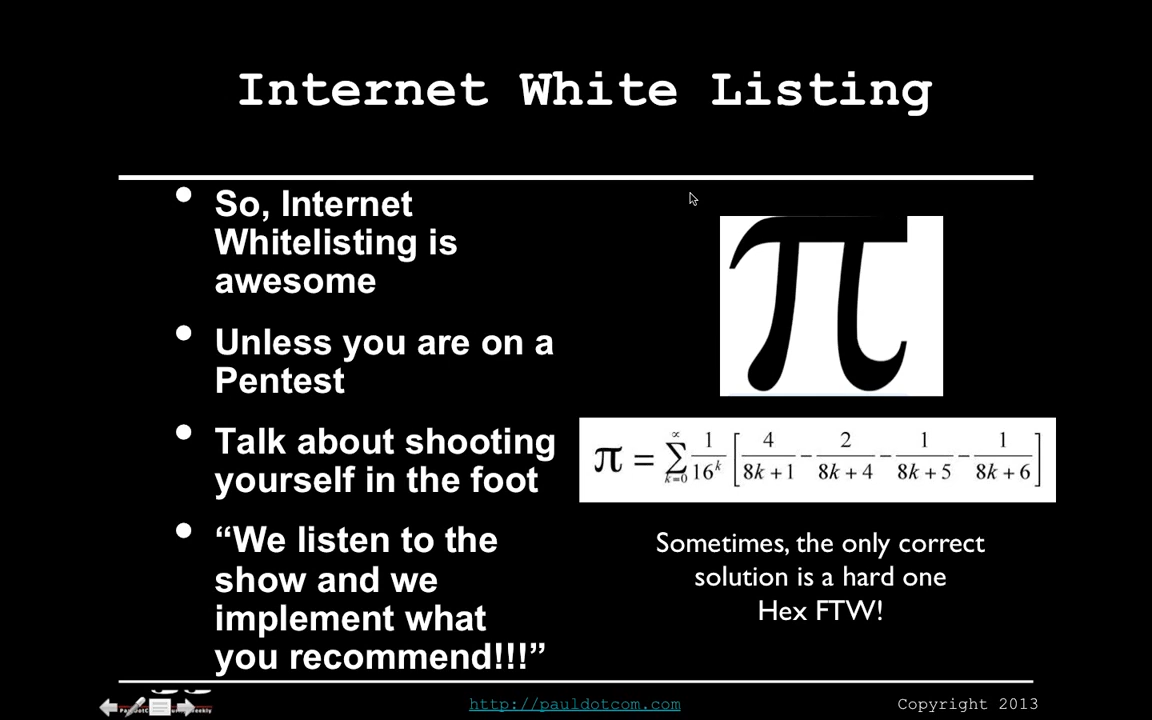 Internet White Listing
• So, Internet
Whitelisting is
awesome
• Unless you are on a
Pentest
• Talk about shooting
yourself in the foot
• “We listen to the
show and we
implement what
you recommend!!!”
π
π = ∞ ∑ k=0 1/16^k [ 4/8k+1 − 2/8k+4 − 1/8k+5 − 1/8k+6 ]
Sometimes, the only correct
solution is a hard one
Hex FTW!
http://pauldotcom.com
Copyright 2013